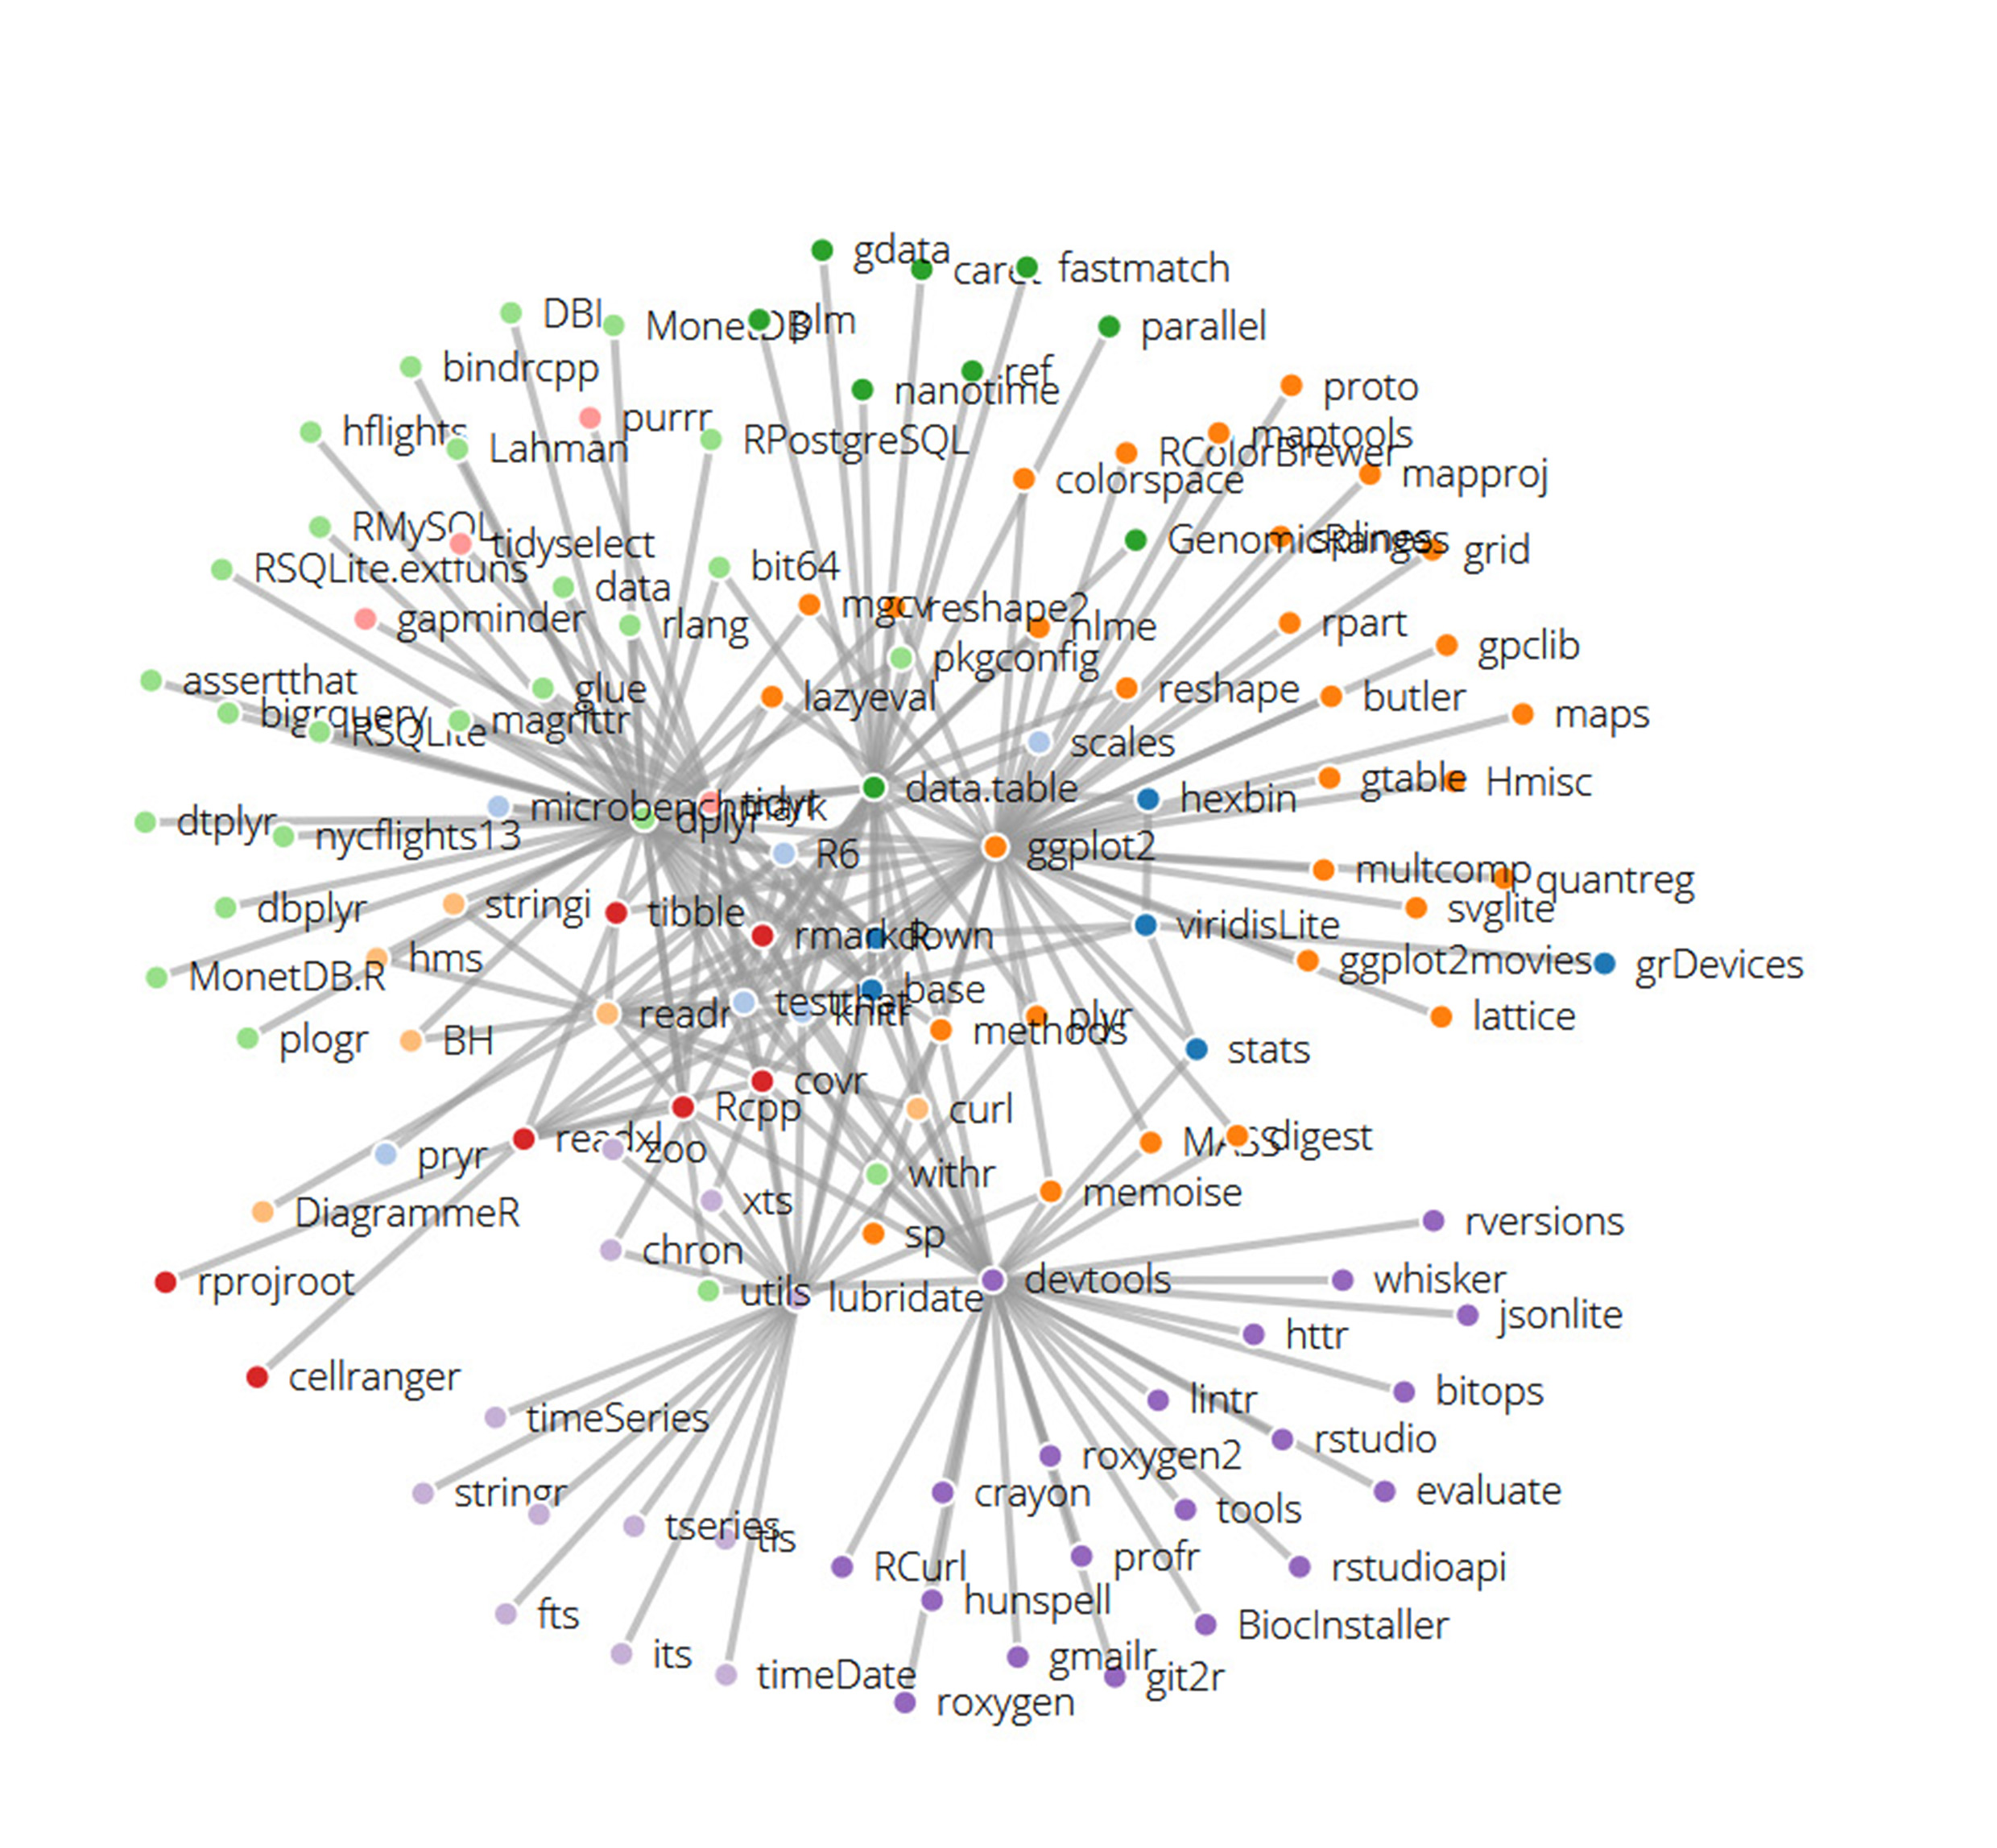 gdata
caret
fastmatch
DBI
MonetDB
plm
parallel
bindrcpp
ref
nanotime
proto
purrr
hflights
Lahman
RPostgreSQL
maptools
RColorBrewer
colorspace
mapproj
RMySQL
tidyselect
GenomicRanges
splines
grid
RSQLite.extfuns
bit64
data
gapminder
rlang
mgcv
reshape2
nlme
rpart
gpclib
pkgconfig
assertthat
glue
lazyeval
reshape
butler
bigrquery
RSQLite
magrittr
maps
scales
gtable
Hmisc
data.table
hexbin
microbenchmark
tidyr
dplyr
dtplyr
nycflights13
R6
ggplot2
multcomp
quantreg
dbplyr
stringi
tibble
svglite
rmarkdown
R
viridisLite
hms
MonetDB.R
ggplot2movies
grDevices
base
readr
testthat
knitr
methods
plyr
lattice
plogr
BH
stats
covr
Rcpp
curl
readxl
zoo
pryr
MASS
digest
withr
DiagrammeR
xts
memoise
rversions
chron
sp
rprojroot
utils
lubridate
devtools
whisker
jsonlite
httr
cellranger
lintr
bitops
timeSeries
roxygen2
rstudio
stringr
crayon
evaluate
tseries
tis
tools
RCurl
profr
rstudioapi
hunspell
fts
BiocInstaller
its
timeDate
gmailr
git2r
roxygen